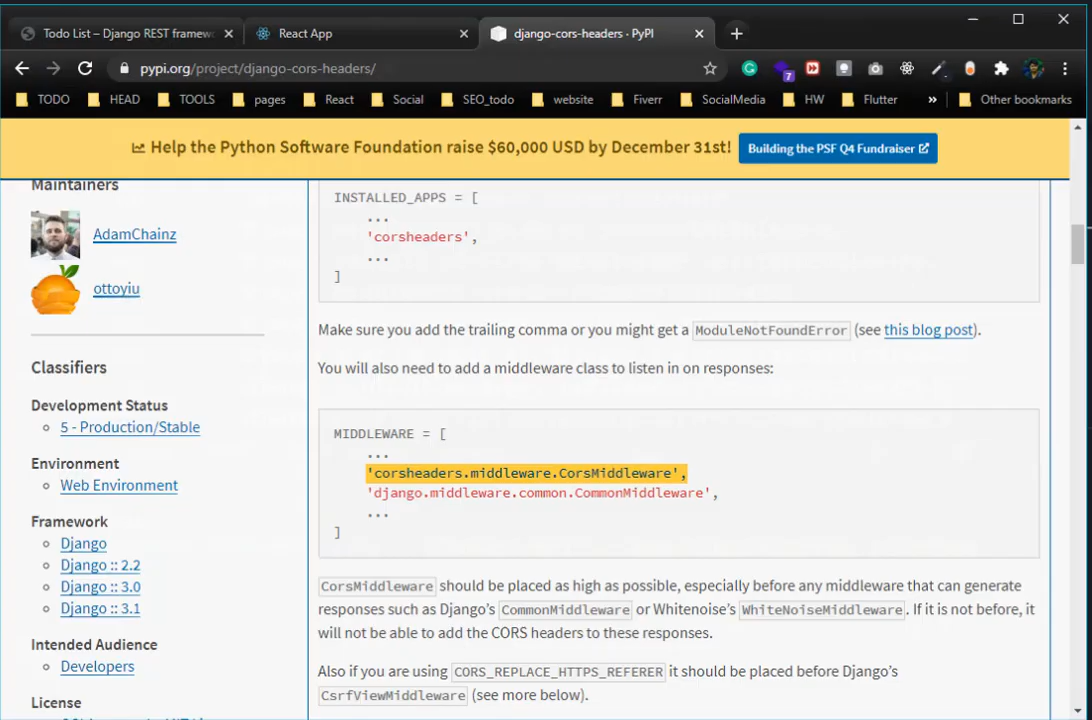 Todo List – Django REST framew
React App
django-cors-headers · PyPI
pypi.org/project/django-cors-headers/
7
TODO
HEAD
TOOLS
pages
React
Social
SEO_todo
website
Fiverr
SocialMedia
HW
Flutter
»
Other bookmarks
Help the Python Software Foundation raise $60,000 USD by December 31st!
Building the PSF Q4 Fundraiser
Maintainers
AdamChainz
ottoyiu
Classifiers
Development Status
5 - Production/Stable
Environment
Web Environment
Framework
Django
Django :: 2.2
Django :: 3.0
Django :: 3.1
Intended Audience
Developers
License
INSTALLED_APPS = [
...
'corsheaders',
...
]
Make sure you add the trailing comma or you might get a ModuleNotFoundError (see this blog post).
You will also need to add a middleware class to listen in on responses:
MIDDLEWARE = [
...
'corsheaders.middleware.CorsMiddleware',
'django.middleware.common.CommonMiddleware',
...
]
CorsMiddleware should be placed as high as possible, especially before any middleware that can generate
responses such as Django’s CommonMiddleware or Whitenoise’s WhiteNoiseMiddleware. If it is not before, it
will not be able to add the CORS headers to these responses.
Also if you are using CORS_REPLACE_HTTPS_REFERER it should be placed before Django’s
CsrfViewMiddleware (see more below).